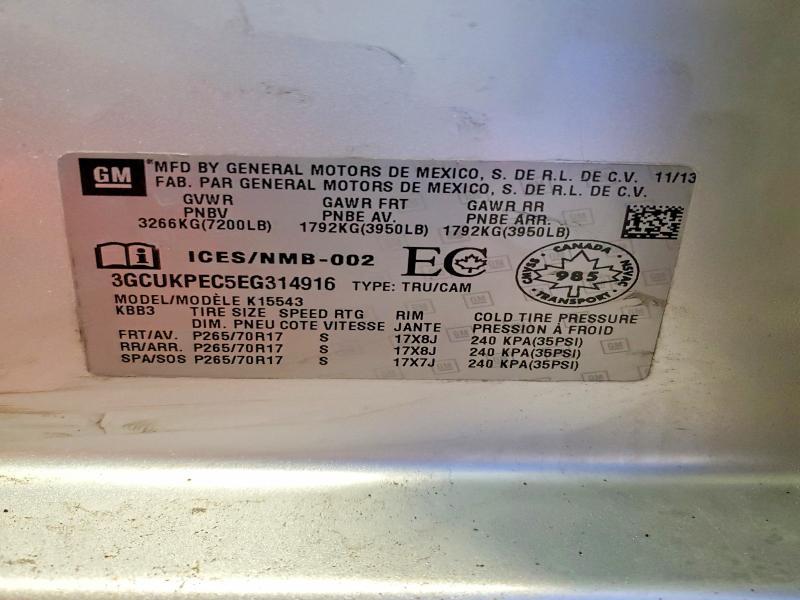 GM
MFD BY GENERAL MOTORS DE MEXICO, S. DE R.L. DE C.V. 11/13
FAB. PAR GENERAL MOTORS DE MEXICO, S. DE R.L. DE C.V.
GVWR GAWR FRT GAWR RR
PNBV PNBE AV. PNBE ARR.
3266KG(7200LB) 1792KG(3950LB) 1792KG(3950LB)
ICES/NMB-002 EC
CANADA
CMVSS 985 NSVAC
TRANSPORT
3GCUKPEC5EG314916 TYPE: TRU/CAM
MODEL/MODÈLE K15543
KBB3 TIRE SIZE SPEED RTG RIM COLD TIRE PRESSURE
DIM. PNEU COTE VITESSE JANTE PRESSION À FROID
FRT/AV. P265/70R17 S 17X8J 240 KPA(35PSI)
RR/ARR. P265/70R17 S 17X8J 240 KPA(35PSI)
SPA/SOS P265/70R17 S 17X7J 240 KPA(35PSI)